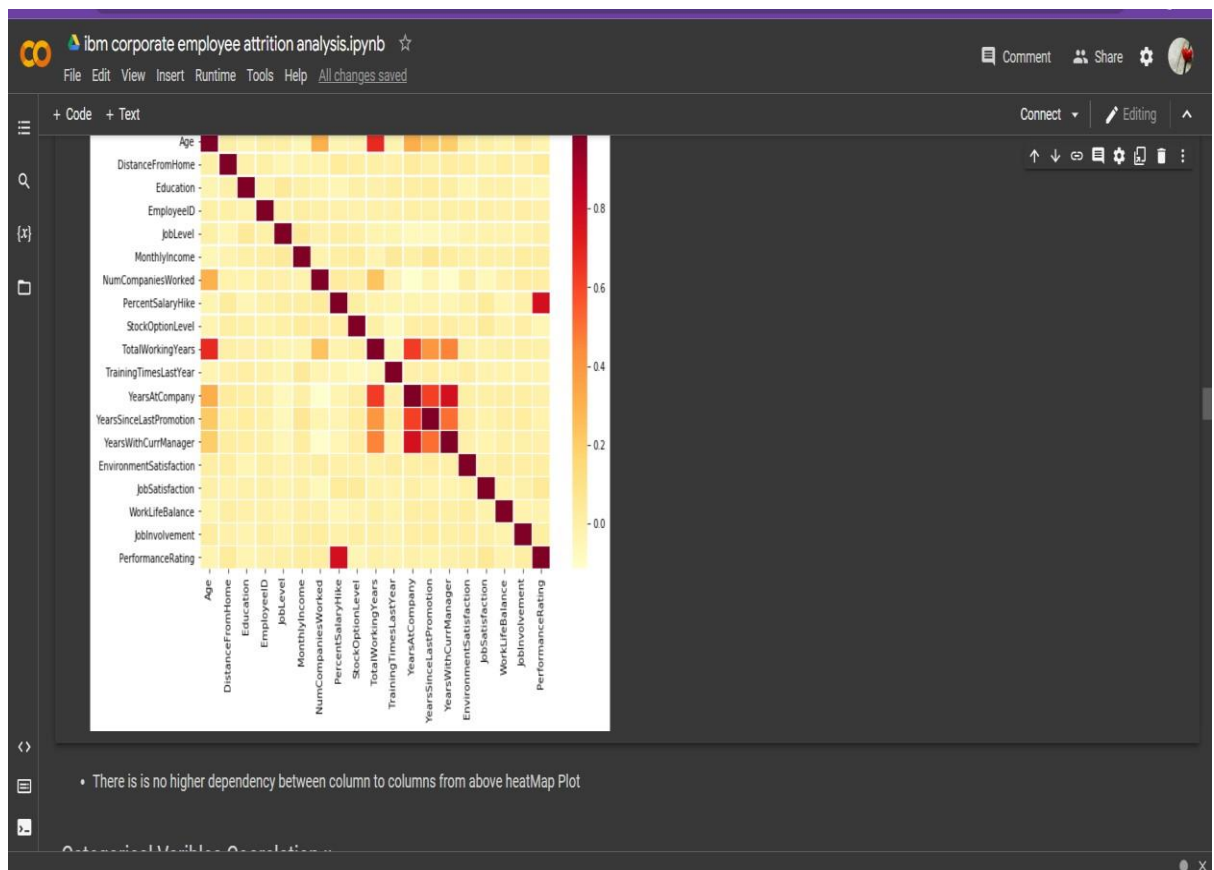 CO
ibm corporate employee attrition analysis.ipynb
Comment Share
File Edit View Insert Runtime Tools Help All changes saved
+ Code + Text
Connect Editing
Age
DistanceFromHome
Education
EmployeeID
JobLevel
MonthlyIncome
NumCompaniesWorked
PercentSalaryHike
StockOptionLevel
TotalWorkingYears
TrainingTimesLastYear
YearsAtCompany
YearsSinceLastPromotion
YearsWithCurrManager
EnvironmentSatisfaction
JobSatisfaction
WorkLifeBalance
JobInvolvement
PerformanceRating
0.8
0.6
0.4
0.2
0.0
Age
DistanceFromHome
Education
EmployeeID
JobLevel
MonthlyIncome
NumCompaniesWorked
PercentSalaryHike
StockOptionLevel
TotalWorkingYears
TrainingTimesLastYear
YearsAtCompany
YearsSinceLastPromotion
YearsWithCurrManager
EnvironmentSatisfaction
JobSatisfaction
WorkLifeBalance
JobInvolvement
PerformanceRating
{x}
<>
• There is is no higher dependency between column to columns from above heatMap Plot